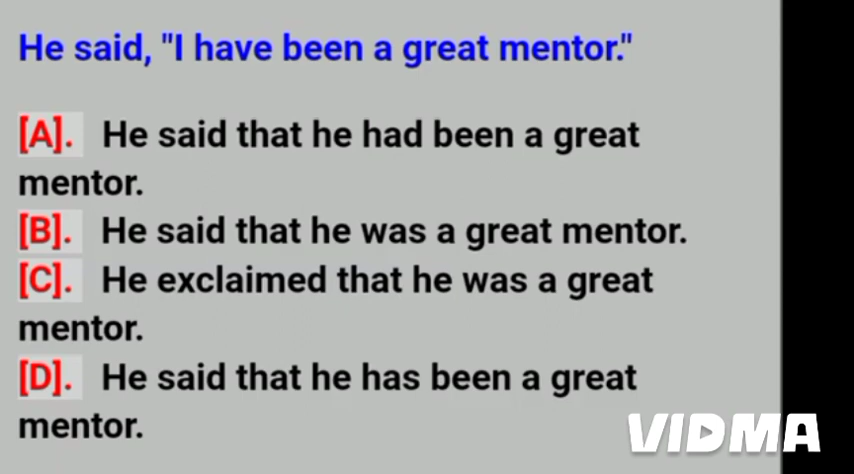 He said, "I have been a great mentor."
[A]. He said that he had been a great
mentor.
[B]. He said that he was a great mentor.
[C]. He exclaimed that he was a great
mentor.
[D]. He said that he has been a great
mentor.
VIDMA